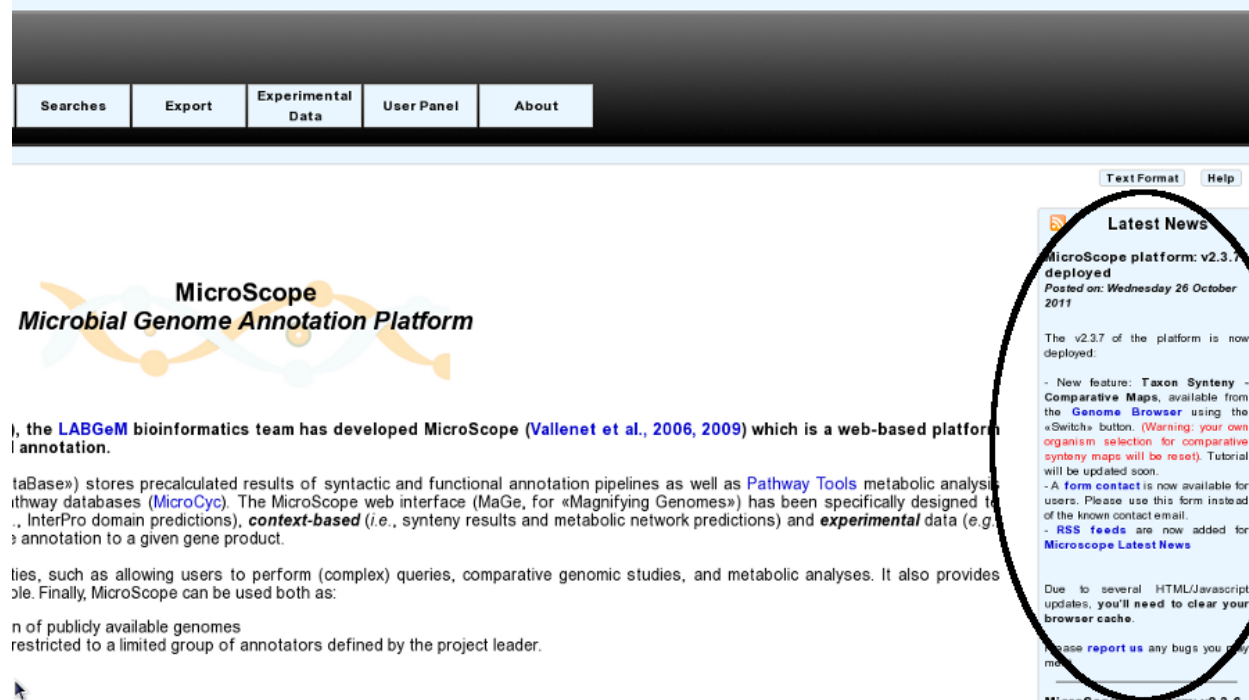 Searches
Export
Experimental
Data
User Panel
About
Text Format
Help
MicroScope
Microbial Genome Annotation Platform
), the LABGeM bioinformatics team has developed MicroScope (Vallenet et al., 2006, 2009) which is a web-based platform
annotation.
taBase») stores precalculated results of syntactic and functional annotation pipelines as well as Pathway Tools metabolic analysis
thway databases (MicroCyc). The MicroScope web interface (MaGe, for «Magnifying Genomes») has been specifically designed to
., InterPro domain predictions), context-based (i.e., synteny results and metabolic network predictions) and experimental data (e.g.
annotation to a given gene product.
ties, such as allowing users to perform (complex) queries, comparative genomic studies, and metabolic analyses. It also provides
ole. Finally, MicroScope can be used both as:
n of publicly available genomes
restricted to a limited group of annotators defined by the project leader.
Latest News
MicroScope platform: v2.3.7
deployed
Posted on: Wednesday 26 October
2011
The v2.3.7 of the platform is now
deployed:
- New feature: Taxon Synteny -
Comparative Maps, available from
the Genome Browser using the
«Switch» button. (Warning: your own
organism selection for comparative
synteny maps will be reset). Tutorial
will be updated soon.
- A form contact is now available for
users. Please use this form instead
of the known contact email.
- RSS feeds are now added for
Microscope Latest News
Due to several HTML/Javascript
updates, you'll need to clear your
browser cache.
Please report us any bugs you may